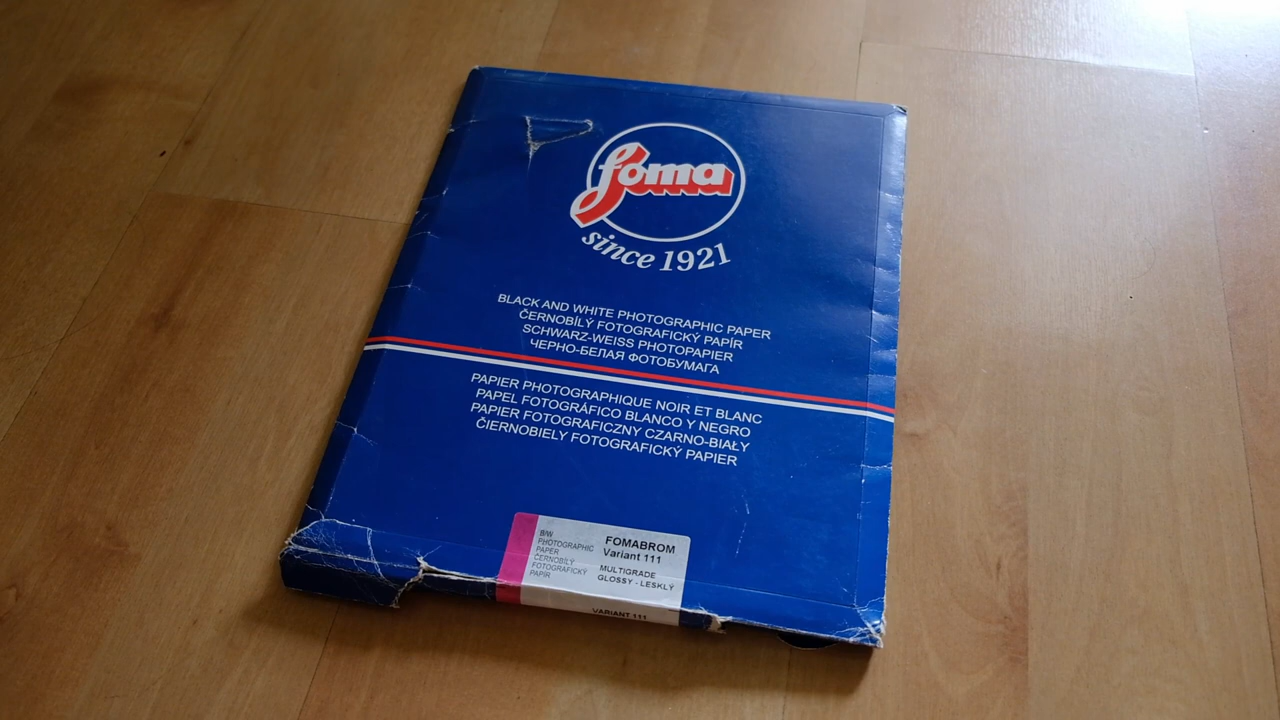 foma
since 1921
BLACK AND WHITE PHOTOGRAPHIC PAPER
ČERNOBÍLÝ FOTOGRAFICKÝ PAPÍR
SCHWARZ-WEISS PHOTOPAPIER
ЧЕРНО-БЕЛАЯ ФОТОБУМАГА
PAPIER PHOTOGRAPHIQUE NOIR ET BLANC
PAPEL FOTOGRÁFICO BLANCO Y NEGRO
PAPIER FOTOGRAFICZNY CZARNO-BIAŁY
ČIERNOBIELY FOTOGRAFICKÝ PAPIER
B/W
PHOTOGRAPHIC
PAPER
ČERNOBÍLÝ
FOTOGRAFICKÝ
PAPÍR
FOMABROM
Variant 111
MULTIGRADE
GLOSSY - LESKLÝ
VARIANT 111